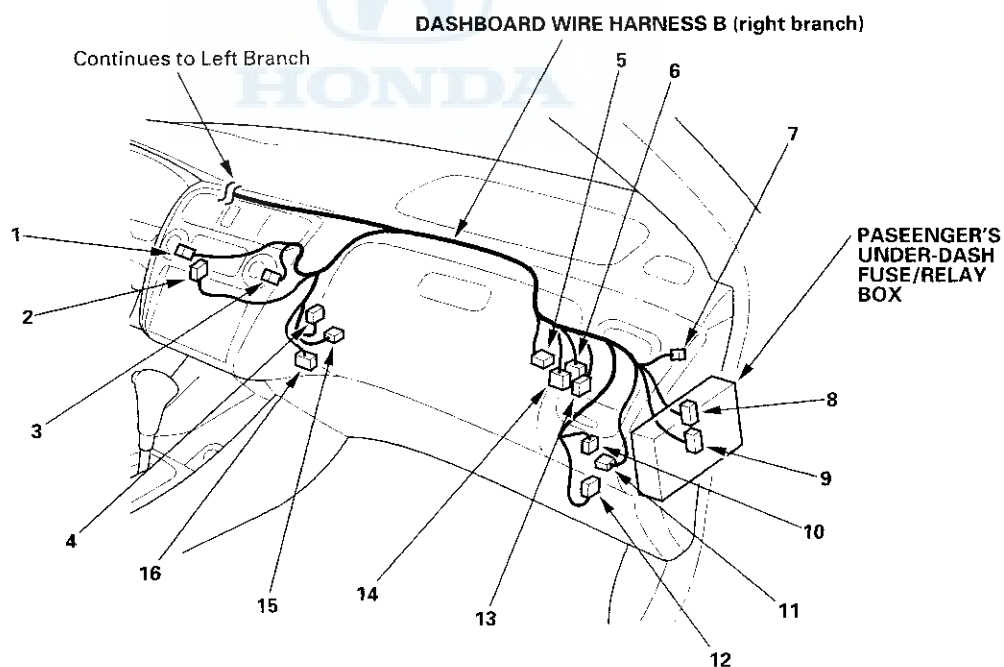 DASHBOARD WIRE HARNESS B (right branch)
Continues to Left Branch
HONDA
5
6
7
1
PASEENGER'S
UNDER-DASH
FUSE/RELAY
BOX
2
3
8
9
4
10
16
15
14
13
11
12